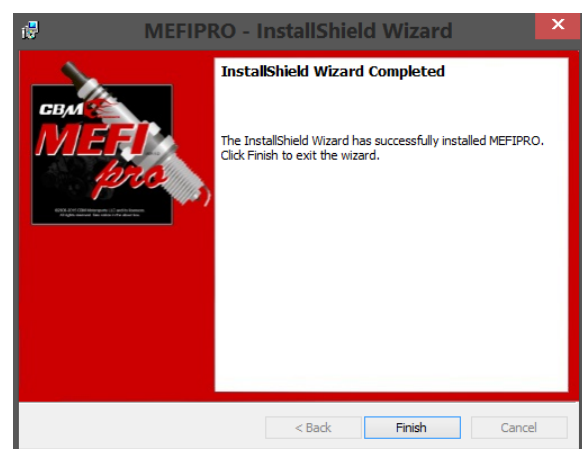 MEFIPRO - InstallShield Wizard
InstallShield Wizard Completed
CBM
MEFI
pro
The InstallShield Wizard has successfully installed MEFIPRO.
Click Finish to exit the wizard.
< Back
Finish
Cancel